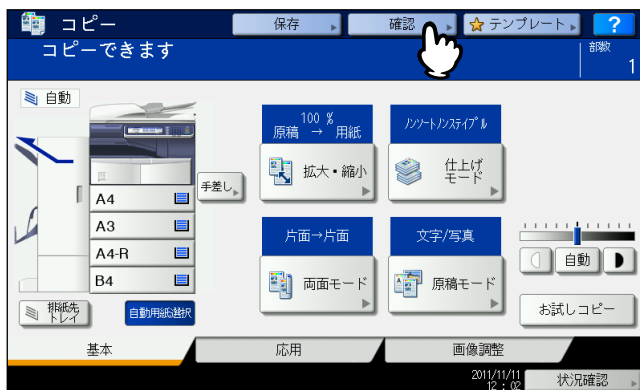 コピー
保存
確認
テンプレート
?
コピーできます
部数
1
自動
100 %
原稿 → 用紙
ノンソートノンステイプル
拡大・縮小
仕上げ
モード
手差し
A4
A3
A4-R
B4
片面→片面
文字/写真
両面モード
原稿モード
自動
排紙先
トレイ
自動用紙選択
お試しコピー
基本
応用
画像調整
2011/11/11
12:02
状況確認